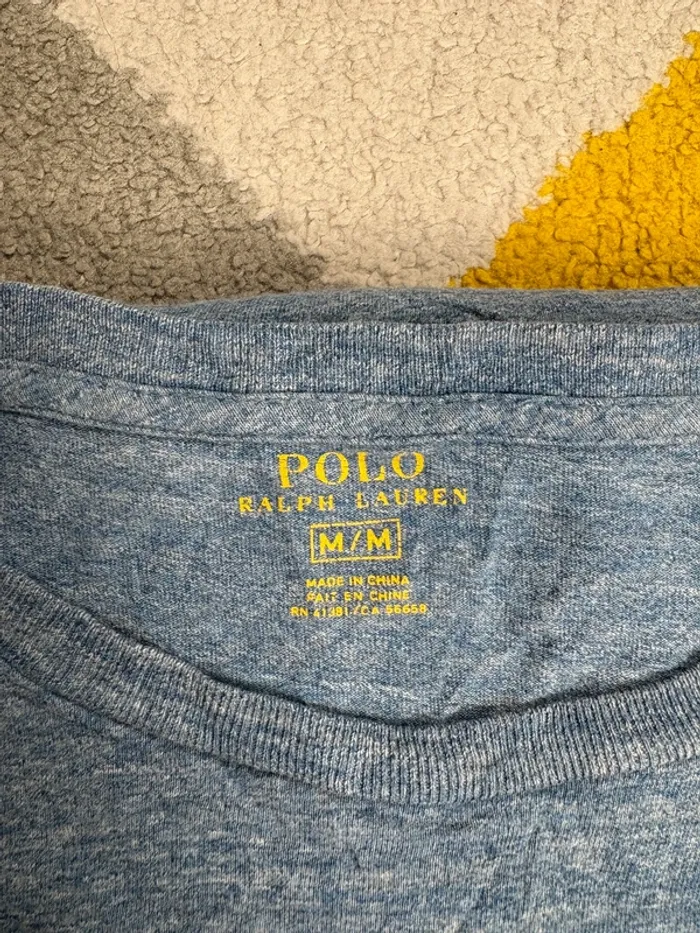 POLO
RALPH LAUREN
M/M
MADE IN CHINA
FAIT EN CHINE
RN 41381/CA 56658